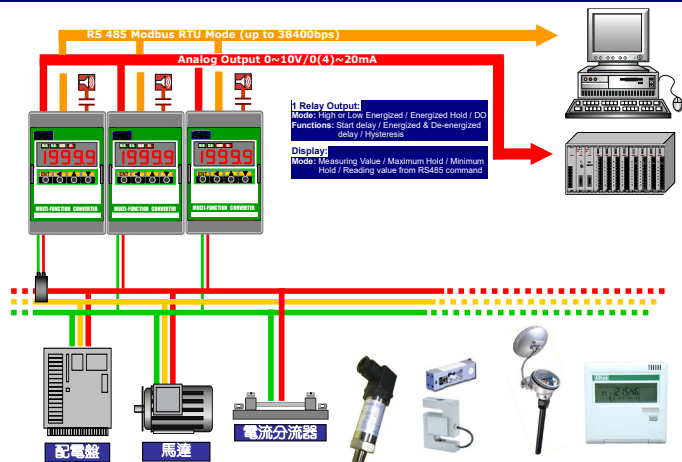 RS 485 Modbus RTU Mode (up to 38400bps)
Analog Output 0~10V/0(4)~20mA
1 Relay Output:
Mode: High or Low Energized / Energized Hold / DO
Functions: Start delay / Energized & De-energized
delay / Hysteresis
Display:
Mode: Measuring Value / Maximum Hold / Minimum
Hold / Reading value from RS485 command
19999
19999
19999
MULTI-FUNCTION CONVERTER
MULTI-FUNCTION CONVERTER
MULTI-FUNCTION CONVERTER
配電盤
馬達
電流分流器